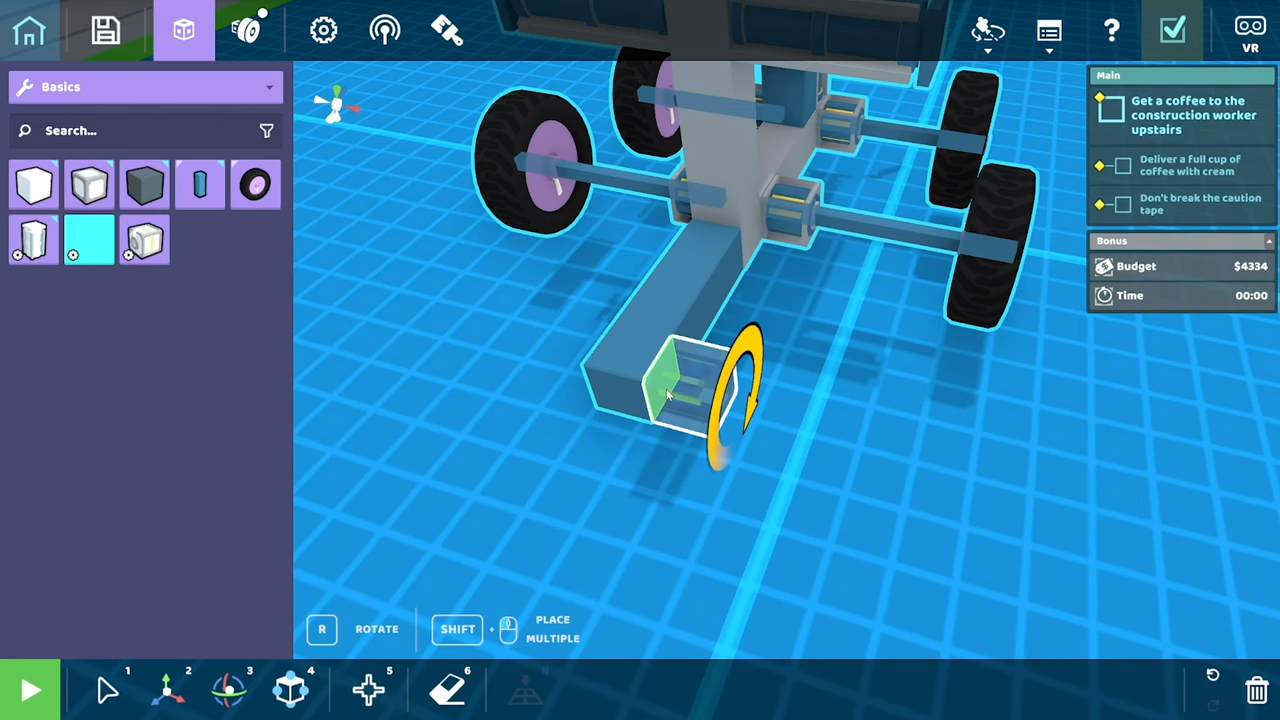 VR
Basics
Search...
Main
Get a coffee to the
construction worker
upstairs
Deliver a full cup of
coffee with cream
Don't break the caution
tape
Bonus
Budget $4334
Time 00:00
R ROTATE SHIFT + PLACE
MULTIPLE
1 2 3 4 5 6 N